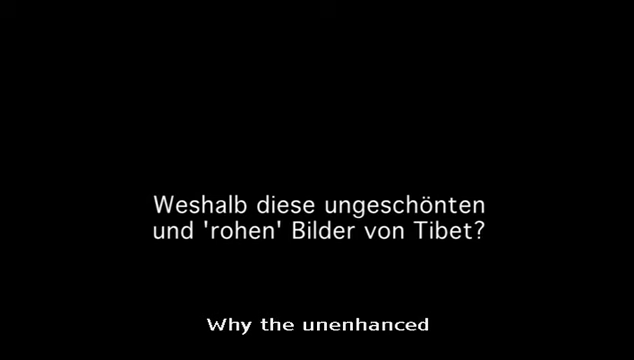 Weshalb diese ungeschönten
und 'rohen' Bilder von Tibet?
Why the unenhanced